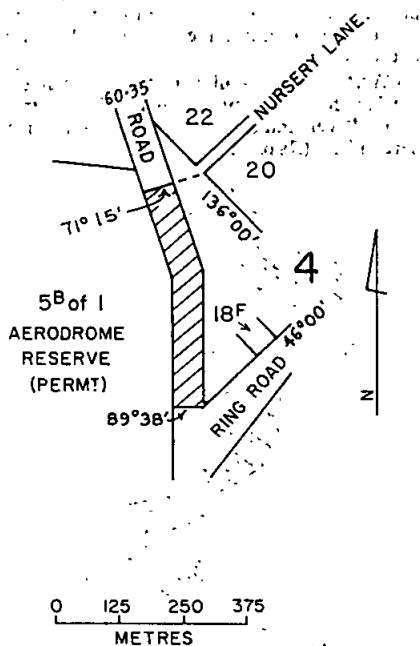 60·35
ROAD
NURSERY LANE.
22
20
71° 15'
136°00'
4
5B of 1
AERODROME
RESERVE
(PERMT)
18F
46°00'
RING ROAD
89°38'
N
0 125 250 375
METRES